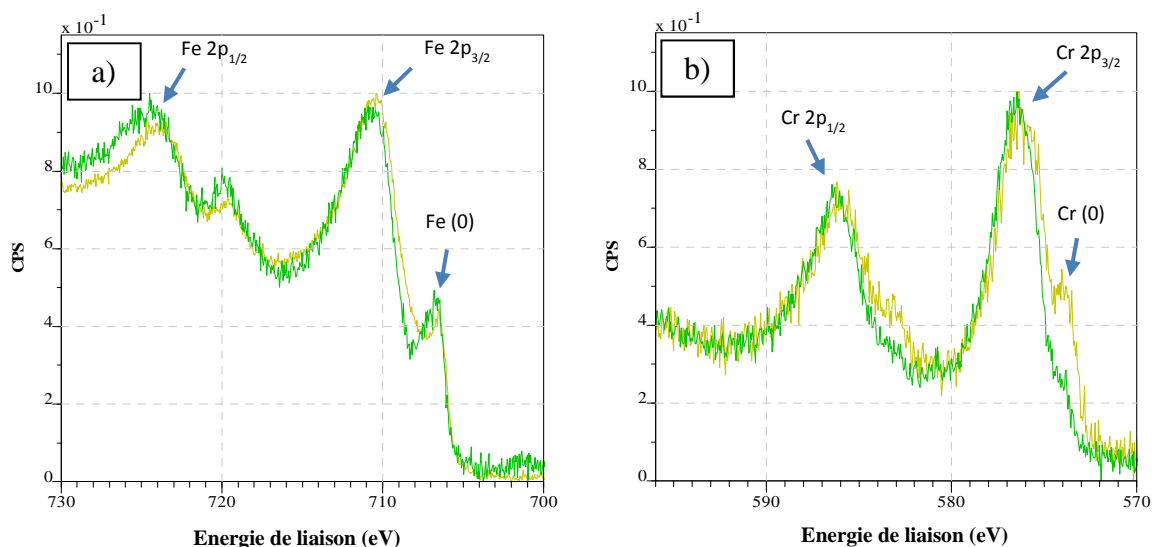 x 10⁻¹
a)
Fe 2p₁/₂
Fe 2p₃/₂
Fe (0)
10
8
6
4
2
0
CPS
730
720
710
700
Energie de liaison (eV)
x 10⁻¹
b)
Cr 2p₃/₂
Cr 2p₁/₂
Cr (0)
10
8
6
4
2
0
CPS
590
580
570
Energie de liaison (eV)